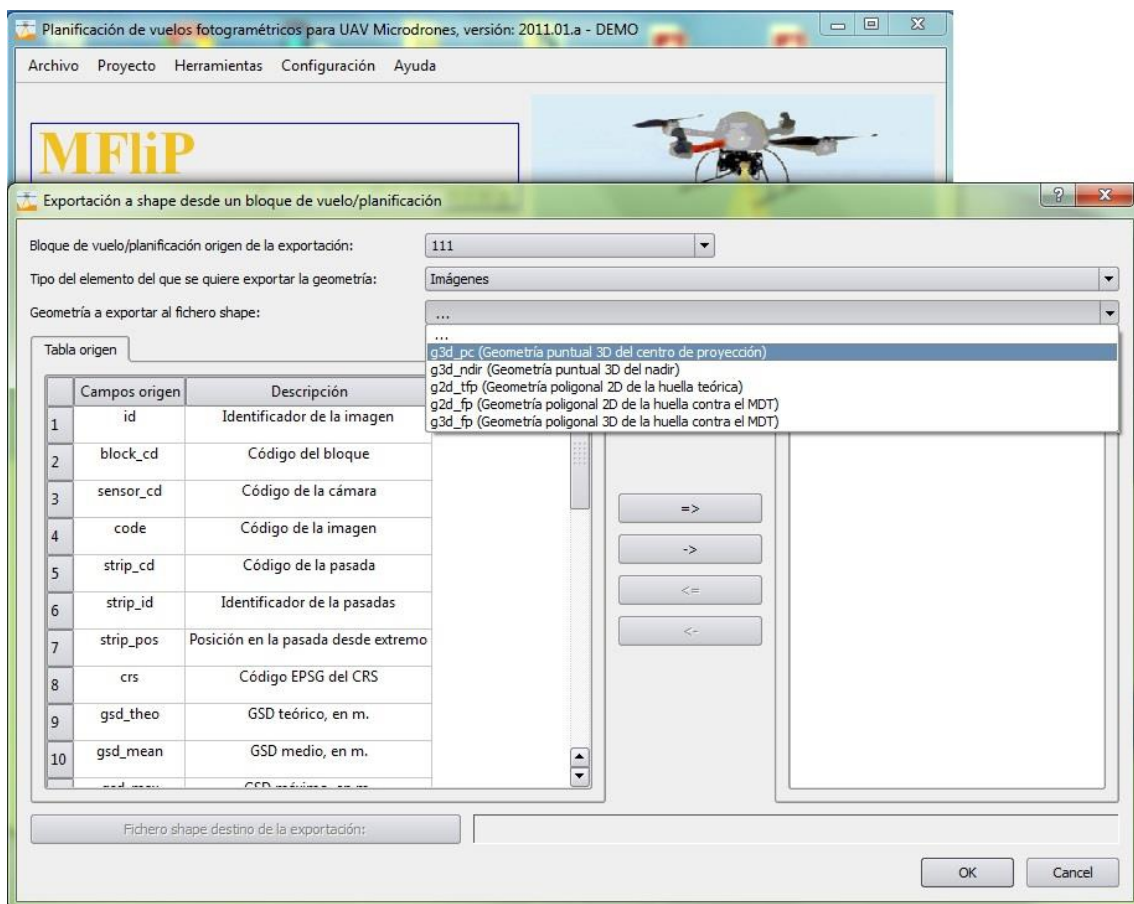 Planificación de vuelos fotogramétricos para UAV Microdrones, versión: 2011.01.a - DEMO
Archivo Proyecto Herramientas Configuración Ayuda
MFliP
Exportación a shape desde un bloque de vuelo/planificación
Bloque de vuelo/planificación origen de la exportación: 111
Tipo del elemento del que se quiere exportar la geometría: Imágenes
Geometría a exportar al fichero shape: ...
...
g3d_pc (Geometría puntual 3D del centro de proyección)
g3d_ndir (Geometría puntual 3D del nadir)
g2d_tfp (Geometría poligonal 2D de la huella teórica)
g2d_fp (Geometría poligonal 2D de la huella contra el MDT)
g3d_fp (Geometría poligonal 3D de la huella contra el MDT)
Tabla origen
Campos origen Descripción
1 id Identificador de la imagen
2 block_cd Código del bloque
3 sensor_cd Código de la cámara
4 code Código de la imagen
5 strip_cd Código de la pasada
6 strip_id Identificador de la pasadas
7 strip_pos Posición en la pasada desde extremo
8 crs Código EPSG del CRS
9 gsd_theo GSD teórico, en m.
10 gsd_mean GSD medio, en m.
=>
->
<=
<-
Fichero shape destino de la exportación:
OK Cancel